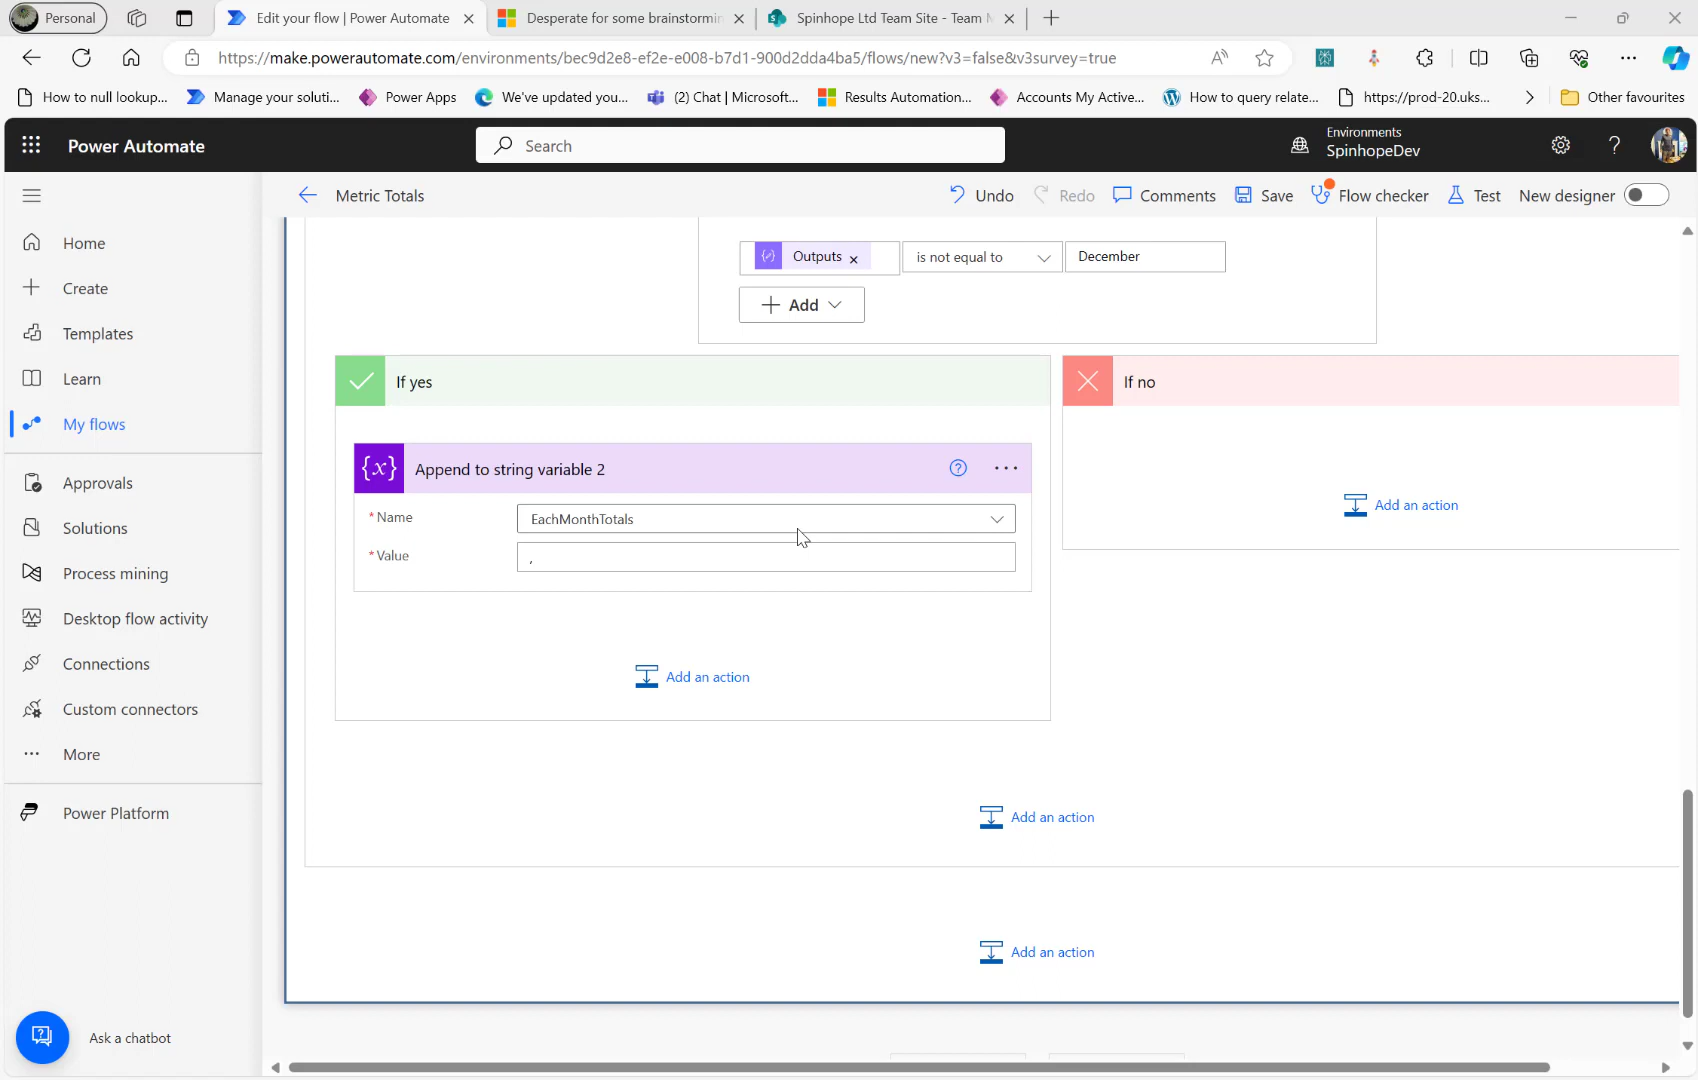 Personal
Edit your flow | Power Automate
Desperate for some brainstormin
Spinhope Ltd Team Site - Team
https://make.powerautomate.com/environments/bec9d2e8-ef2e-e008-b7d1-900d2dda4ba5/flows/new?v3=false&v3survey=true
How to null lookup...
Manage your soluti...
Power Apps
We've updated you...
(2) Chat | Microsoft...
Results Automation...
Accounts My Active...
How to query relate...
https://prod-20.uks...
Other favourites
Power Automate
Search
Environments
SpinhopeDev
Metric Totals
Undo
Redo
Comments
Save
Flow checker
Test
New designer
Home
Create
Templates
Learn
My flows
Approvals
Solutions
Process mining
Desktop flow activity
Connections
Custom connectors
More
Power Platform
Ask a chatbot
Outputs
is not equal to
December
Add
If yes
If no
{x}
Append to string variable 2
* Name
EachMonthTotals
* Value
,
Add an action
Add an action
Add an action
Add an action